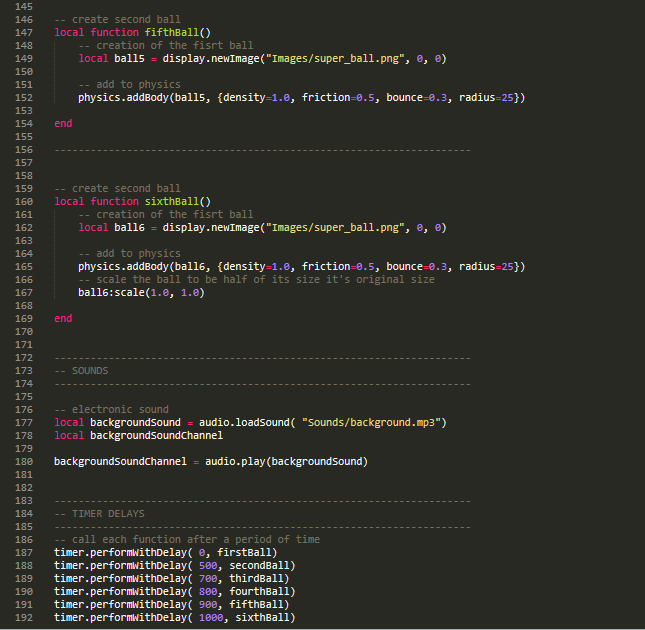 145
146 -- create second ball
147 local function fifthBall()
148 -- creation of the fisrt ball
149 local ball5 = display.newImage("Images/super_ball.png", 0, 0)
150
151 -- add to physics
152 physics.addBody(ball5, {density=1.0, friction=0.5, bounce=0.3, radius=25})
153
154 end
155
156 ---------------------------------------------------------------------
157
158
159 -- create second ball
160 local function sixthBall()
161 -- creation of the fisrt ball
162 local ball6 = display.newImage("Images/super_ball.png", 0, 0)
163
164 -- add to physics
165 physics.addBody(ball6, {density=1.0, friction=0.5, bounce=0.3, radius=25})
166 -- scale the ball to be half of its size it's original size
167 ball6:scale(1.0, 1.0)
168
169 end
170
171
172 ---------------------------------------------------------------------
173 -- SOUNDS
174 ---------------------------------------------------------------------
175
176 -- electronic sound
177 local backgroundSound = audio.loadSound( "Sounds/background.mp3")
178 local backgroundSoundChannel
179
180 backgroundSoundChannel = audio.play(backgroundSound)
181
182
183 ---------------------------------------------------------------------
184 -- TIMER DELAYS
185 ---------------------------------------------------------------------
186 -- call each function after a period of time
187 timer.performWithDelay( 0, firstBall)
188 timer.performWithDelay( 500, secondBall)
189 timer.performWithDelay( 700, thirdBall)
190 timer.performWithDelay( 800, fourthBall)
191 timer.performWithDelay( 900, fifthBall)
192 timer.performWithDelay( 1000, sixthBall)